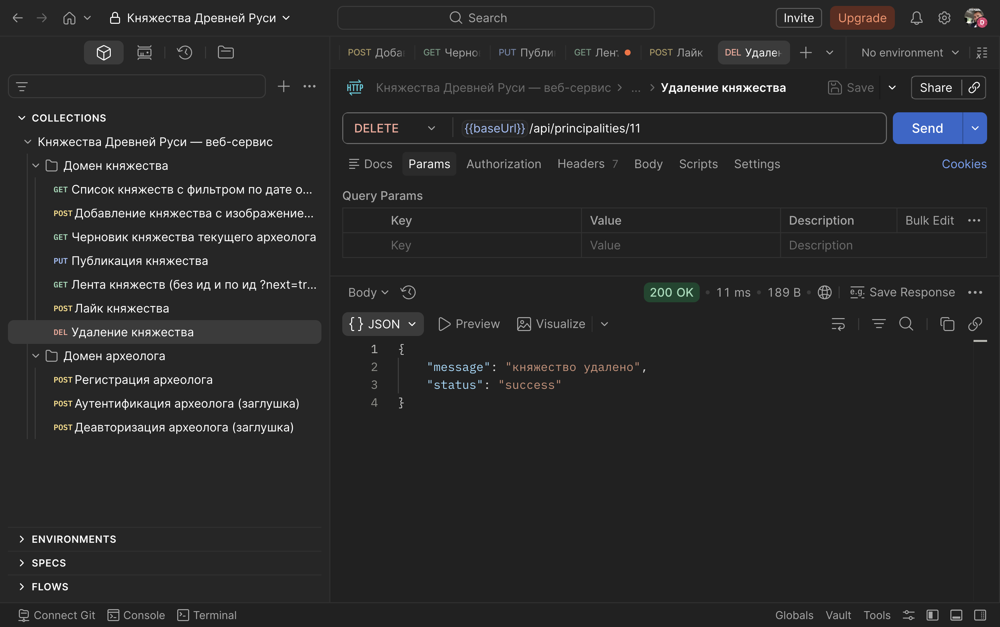 Княжества Древней Руси
Search
Invite
Upgrade
D
POST Доба
GET Черно
PUT Публи
GET Лент
POST Лайк
DEL Удале
No environment
HTTP
Княжества Древней Руси — веб-сервис > ... > Удаление княжества
Save
Share
COLLECTIONS
Княжества Древней Руси — веб-сервис
Домен княжества
GET Список княжеств с фильтром по дате о...
POST Добавление княжества с изображение...
GET Черновик княжества текущего археолога
PUT Публикация княжества
GET Лента княжеств (без ид и по ид ?next=tr...
POST Лайк княжества
DEL Удаление княжества
Домен археолога
POST Регистрация археолога
POST Аутентификация археолога (заглушка)
POST Деавторизация археолога (заглушка)
ENVIRONMENTS
SPECS
FLOWS
DELETE
{{baseUrl}}/api/principalities/11
Send
Docs
Params
Authorization
Headers 7
Body
Scripts
Settings
Cookies
Query Params
Key Value Description Bulk Edit
Key Value Description
Body
200 OK • 11 ms • 189 B
e.g. Save Response
{ } JSON
Preview
Visualize
1 {
2 "message": "княжество удалено",
3 "status": "success"
4 }
Connect Git
Console
Terminal
Globals
Vault
Tools